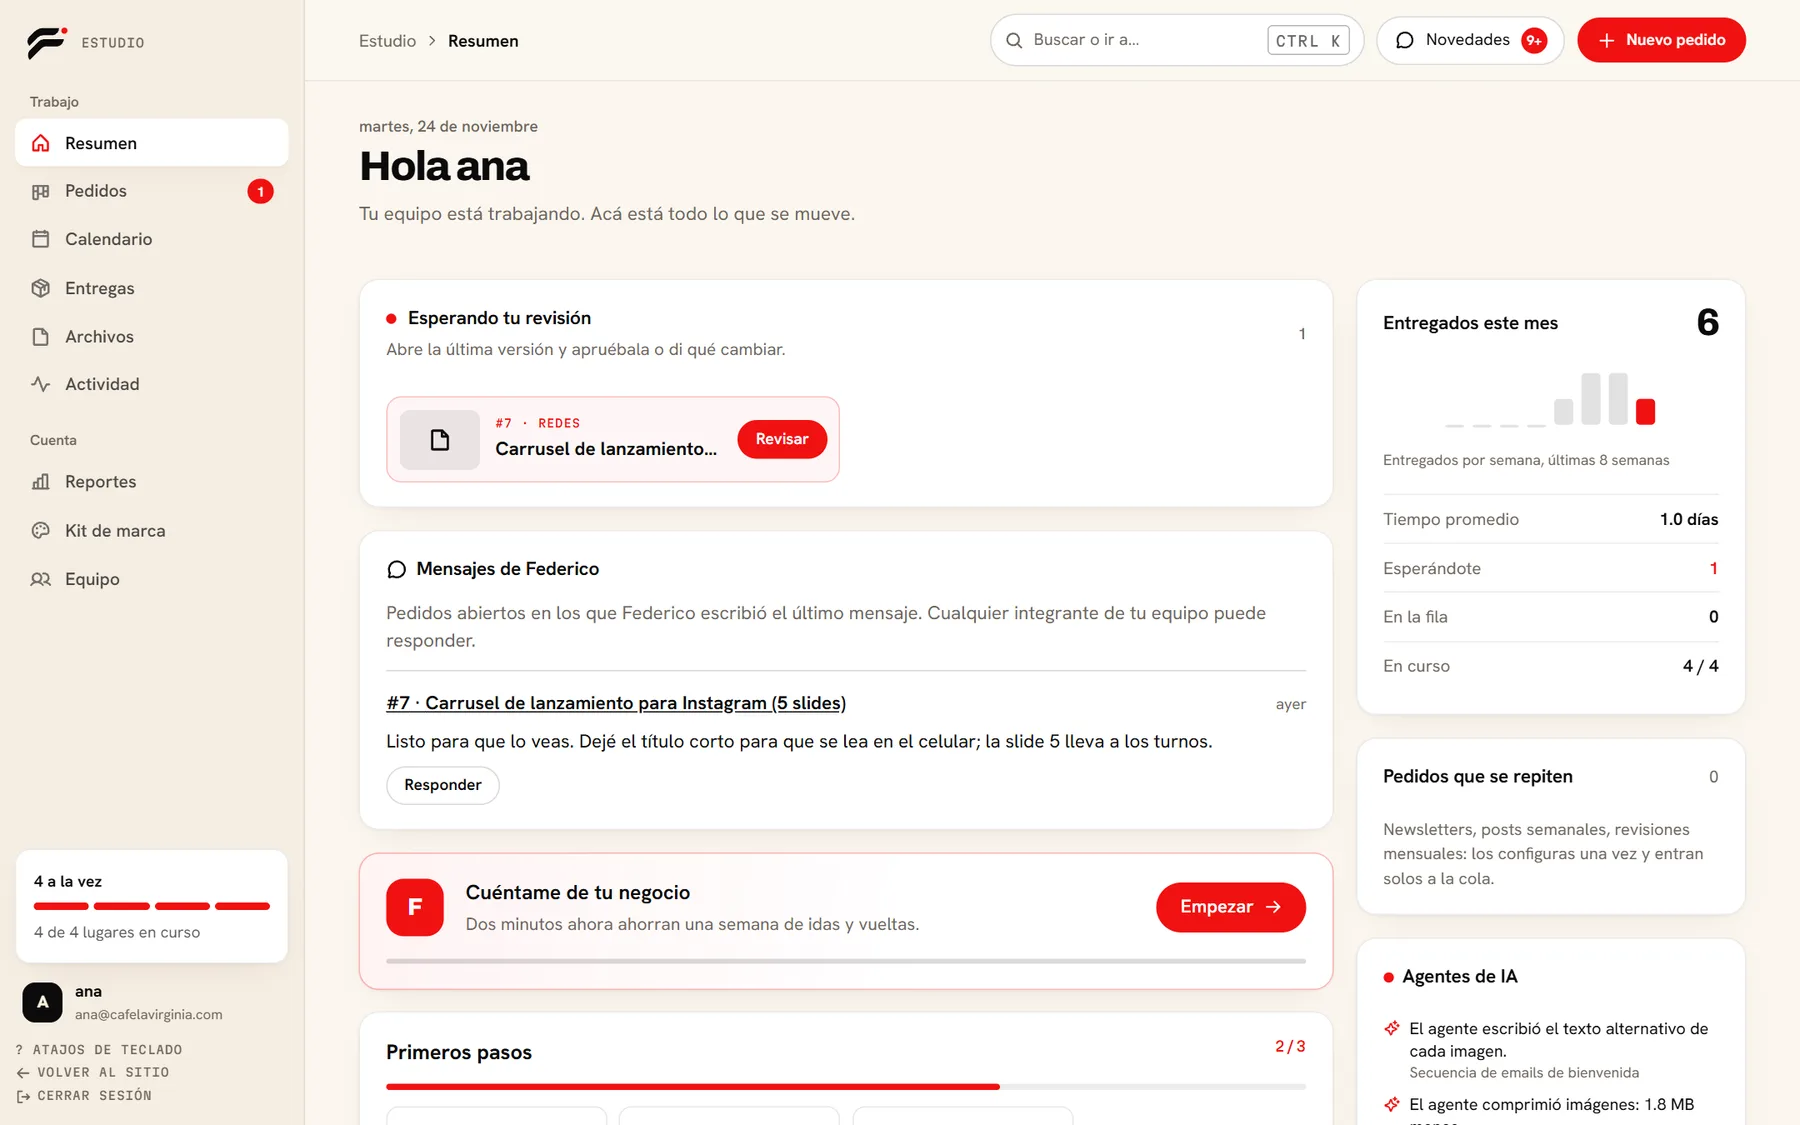 ESTUDIO
Trabajo
Resumen
Pedidos
1
Calendario
Entregas
Archivos
Actividad
Cuenta
Reportes
Kit de marca
Equipo
4 a la vez
4 de 4 lugares en curso
A
ana
ana@cafelavirginia.com
? ATAJOS DE TECLADO
VOLVER AL SITIO
CERRAR SESIÓN
Estudio
Resumen
Buscar o ir a...
CTRL K
Novedades
9+
Nuevo pedido
martes, 24 de noviembre
Hola ana
Tu equipo está trabajando. Acá está todo lo que se mueve.
Esperando tu revisión
1
Abre la última versión y apruébala o di qué cambiar.
#7 · REDES
Carrusel de lanzamiento...
Revisar
Mensajes de Federico
Pedidos abiertos en los que Federico escribió el último mensaje. Cualquier integrante de tu equipo puede
responder.
#7 · Carrusel de lanzamiento para Instagram (5 slides)
ayer
Listo para que lo veas. Dejé el título corto para que se lea en el celular; la slide 5 lleva a los turnos.
Responder
F
Cuéntame de tu negocio
Dos minutos ahora ahorran una semana de idas y vueltas.
Empezar
Primeros pasos
2/3
Entregados este mes
6
Entregados por semana, últimas 8 semanas
Tiempo promedio
1.0 días
Esperándote
1
En la fila
0
En curso
4 / 4
Pedidos que se repiten
0
Newsletters, posts semanales, revisiones
mensuales: los configuras una vez y entran
solos a la cola.
Agentes de IA
El agente escribió el texto alternativo de
cada imagen.
Secuencia de emails de bienvenida
El agente comprimió imágenes: 1.8 MB